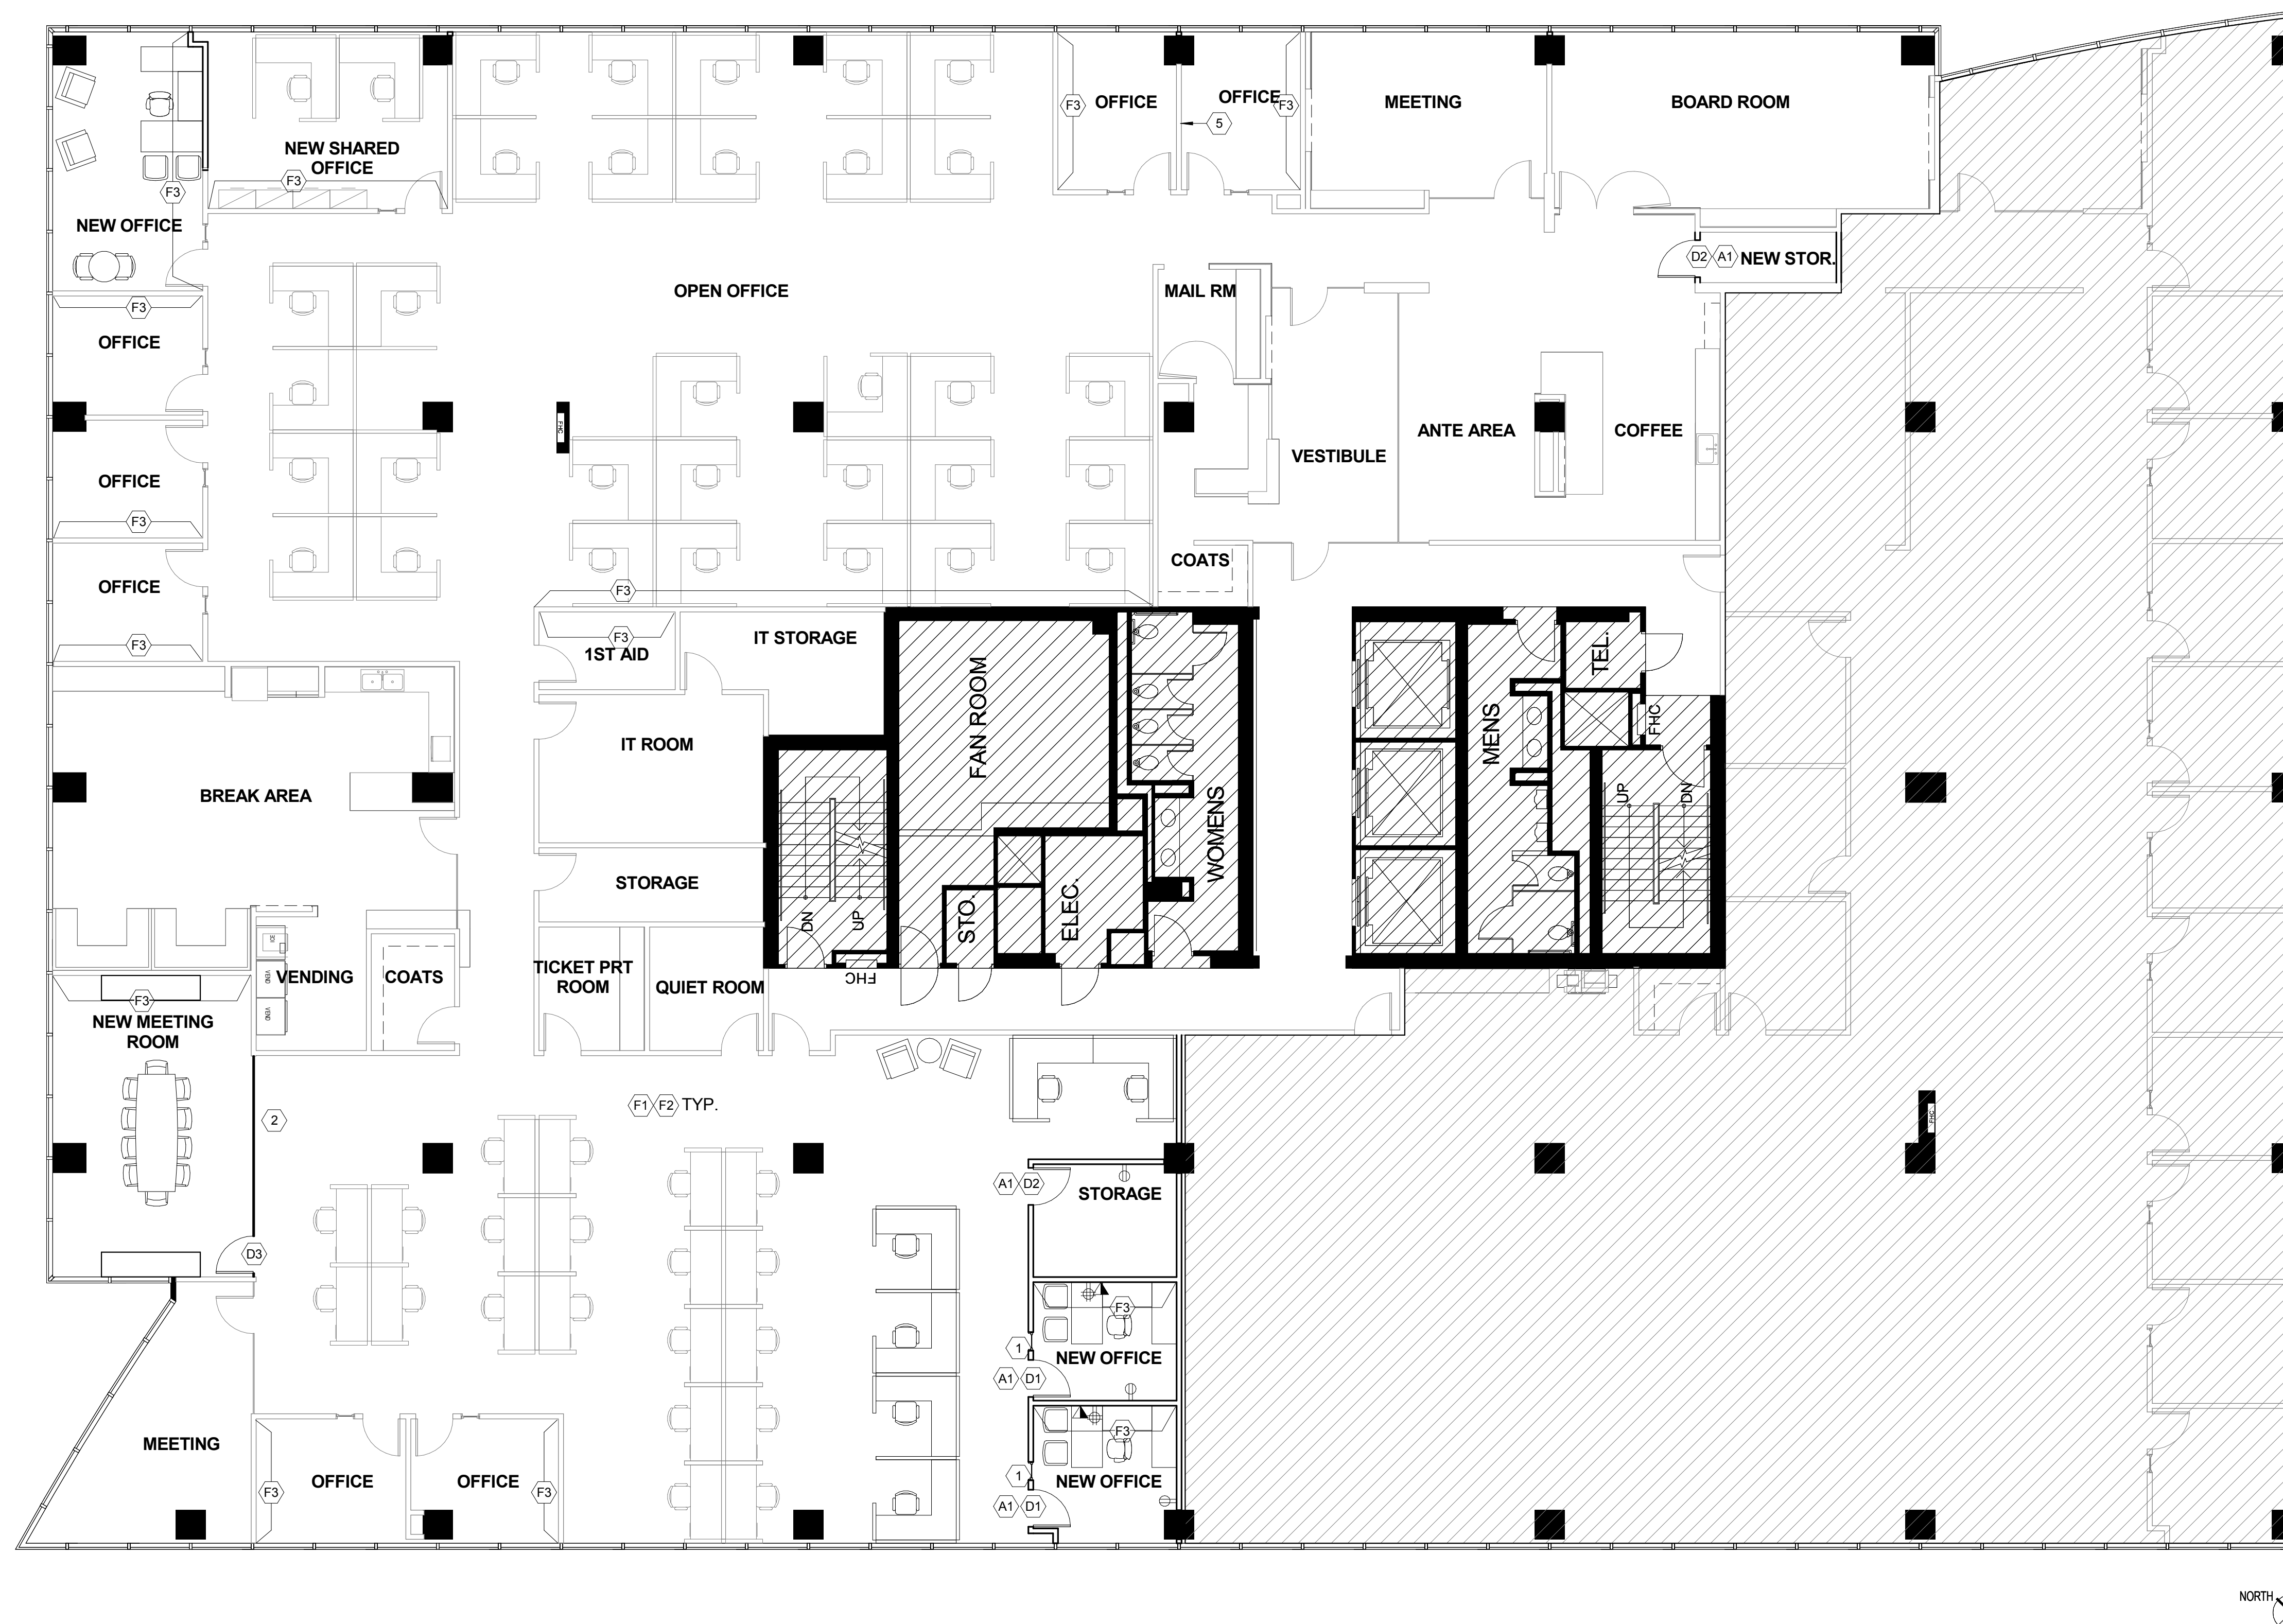 F3
OFFICE
OFFICE
F3
5
MEETING
BOARD ROOM
NEW SHARED
OFFICE
F3
F3
NEW OFFICE
D2
A1
NEW STOR.
OPEN OFFICE
MAIL RM
F3
OFFICE
FHC
ANTE AREA
COFFEE
VESTIBULE
OFFICE
F3
COATS
OFFICE
F3
F3
F3
1ST AID
IT STORAGE
FAN ROOM
TEL.
MENS
FHC
IT ROOM
BREAK AREA
UP
DN
WOMENS
STORAGE
DN
UP
STO.
ELEC.
ICE
VEND
VEND
VENDING
COATS
TICKET PRT
ROOM
QUIET ROOM
FHC
F3
NEW MEETING
ROOM
F1
F2
TYP.
2
FHC
A1
D2
STORAGE
D3
F3
1
NEW OFFICE
A1
D1
F3
MEETING
OFFICE
OFFICE
1
NEW OFFICE
F3
F3
A1
D1
NORTH